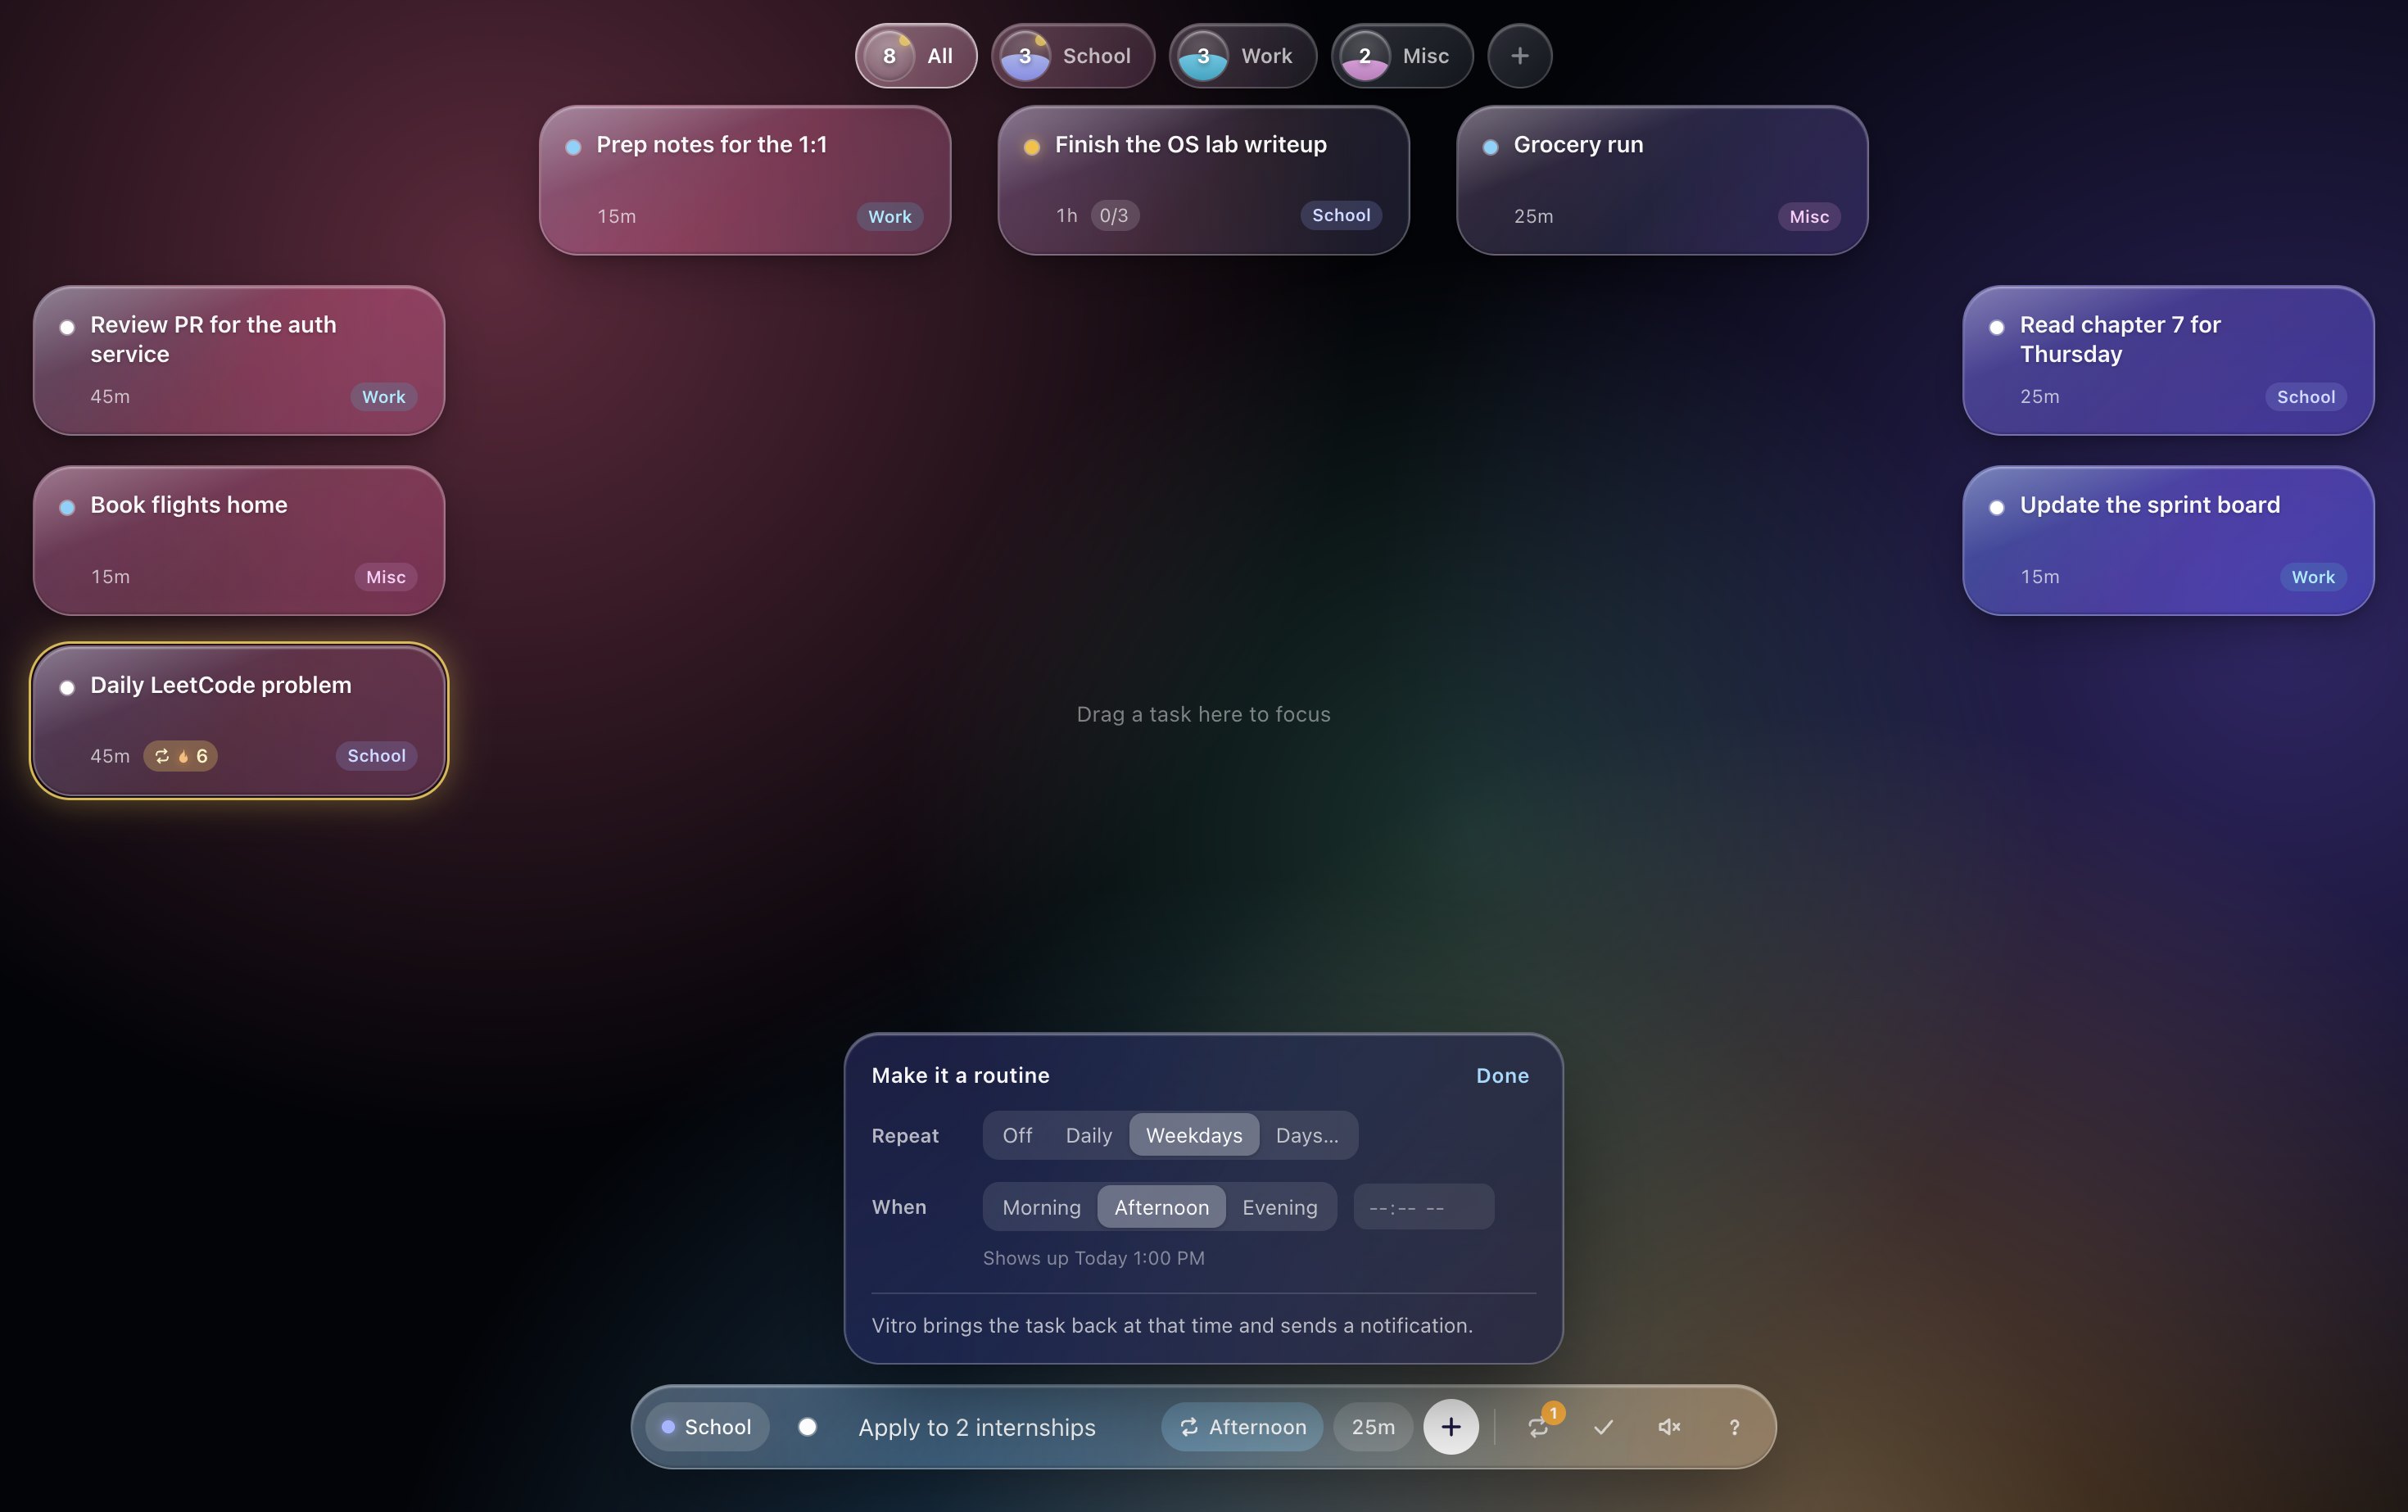 8 All 3 School 3 Work 2 Misc +
Prep notes for the 1:1
15m Work
Finish the OS lab writeup
1h 0/3 School
Grocery run
25m Misc
Review PR for the auth
service
45m Work
Read chapter 7 for
Thursday
25m School
Book flights home
15m Misc
Update the sprint board
15m Work
Daily LeetCode problem
45m 6 School
Drag a task here to focus
Make it a routine Done
Repeat Off Daily Weekdays Days...
When Morning Afternoon Evening --:-- --
Shows up Today 1:00 PM
Vitro brings the task back at that time and sends a notification.
School Apply to 2 internships Afternoon 25m + 1 ?